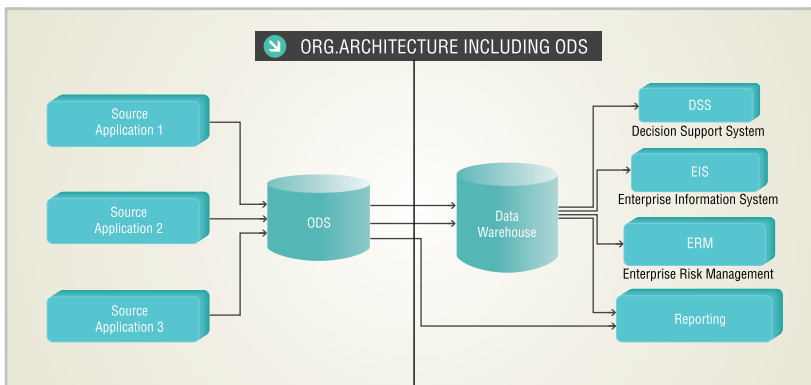 ORG.ARCHITECTURE INCLUDING ODS
Source
Application 1
Source
Application 2
Source
Application 3
ODS
Data
Warehouse
DSS
Decision Support System
EIS
Enterprise Information System
ERM
Enterprise Risk Management
Reporting